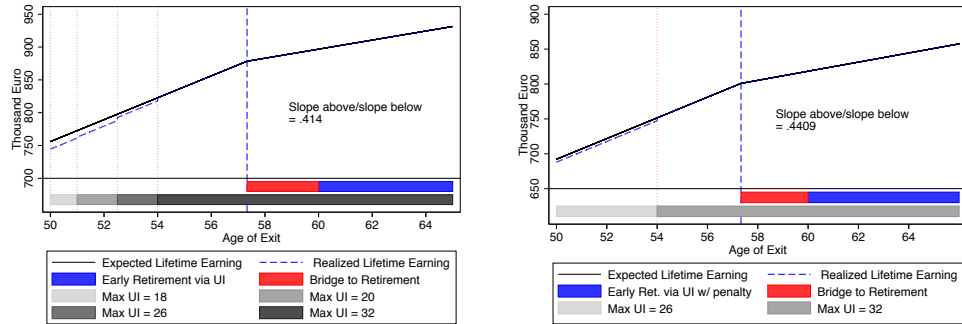 950
900
850
800
750
700
Thousand Euro
Slope above/slope below
= .414
50 52 54 56 58 60 62 64
Age of Exit
Expected Lifetime Earning Realized Lifetime Earning
Early Retirement via UI Bridge to Retirement
Max UI = 18 Max UI = 20
Max UI = 26 Max UI = 32
950
900
850
800
750
700
650
Thousand Euro
Slope above/slope below
= .4409
50 52 54 56 58 60 62 64
Age of Exit
Expected Lifetime Earning Realized Lifetime Earning
Early Ret. via UI w/ penalty Bridge to Retirement
Max UI = 26 Max UI = 32